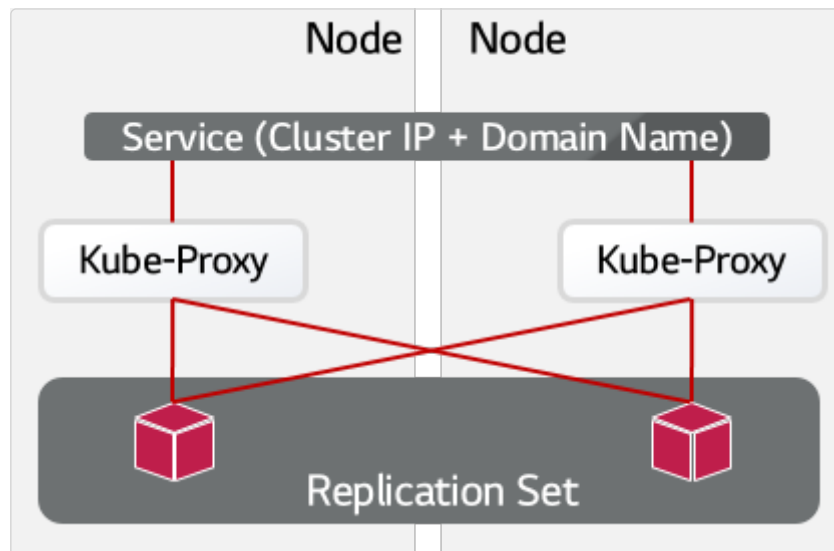 Node
Node
Service (Cluster IP + Domain Name)
Kube-Proxy
Kube-Proxy
Replication Set